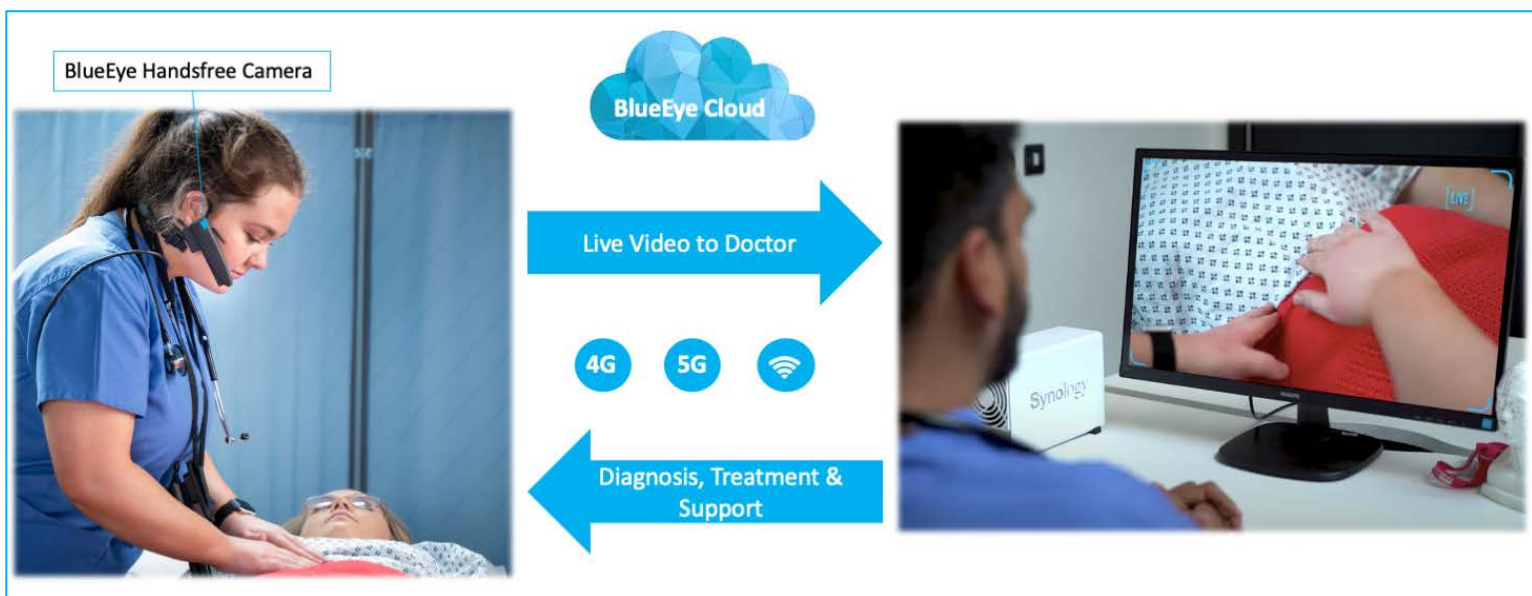 BlueEye Handsfree Camera
BlueEye Cloud
Live Video to Doctor
4G
5G
Diagnosis, Treatment &
Support
[LIVE]
Synology